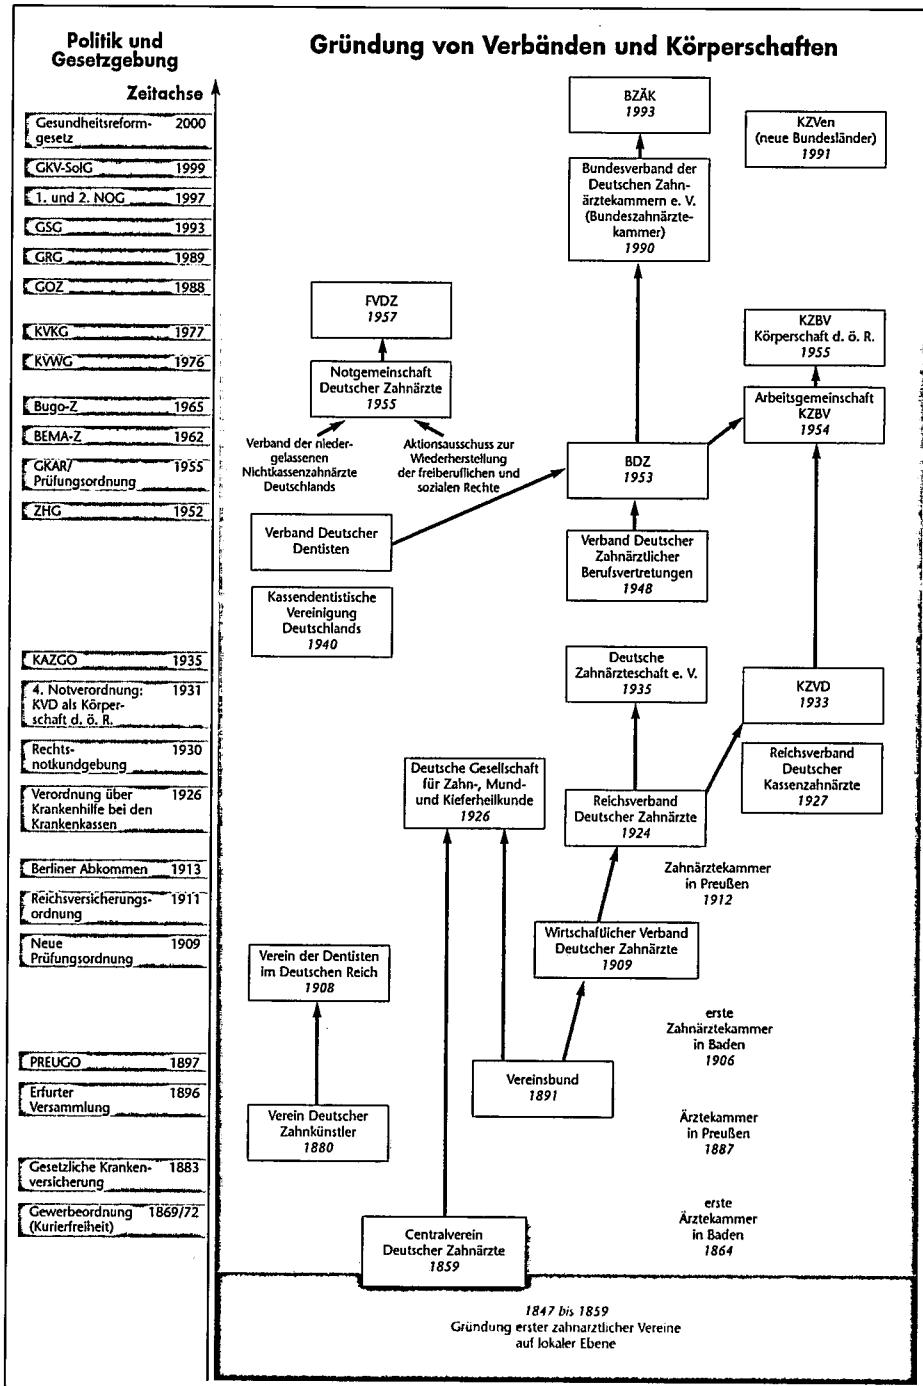 Politik und
Gesetzgebung
Zeitachse
Gesundheitsreform- 2000
gesetz
GKV-SolG 1999
1. und 2. NOG 1997
GSG 1993
GRG 1989
GOZ 1988
KVKG 1977
KVWG 1976
Bugo-Z 1965
BEMA-Z 1962
GKAR/ 1955
Prüfungsordnung
ZHG 1952
KAZGO 1935
4. Notverordnung: 1931
KVD als Körper-
schaft d. ö. R.
Rechts- 1930
notkundgebung
Verordnung über 1926
Krankenhilfe bei den
Krankenkassen
Berliner Abkommen 1913
Reichsversicherungs- 1911
ordnung
Neue 1909
Prüfungsordnung
PREUGO 1897
Erfurter 1896
Versammlung
Gesetzliche Kranken- 1883
versicherung
Gewerbeordnung 1869/72
(Kurierfreiheit)
Gründung von Verbänden und Körperschaften
BZÄK
1993
KZVen
(neue Bundesländer)
1991
Bundesverband der
Deutschen Zahn-
ärztekammern e. V.
(Bundeszahnärzte-
kammer)
1990
FVDZ
1957
KZBV
Körperschaft d. ö. R.
1955
Notgemeinschaft
Deutscher Zahnärzte
1955
Arbeitsgemeinschaft
KZBV
1954
Verband der nieder-
gelassenen
Nichtkassenzahnärzte
Deutschlands
Aktionsausschuss zur
Wiederherstellung
der freiberuflichen und
sozialen Rechte
BDZ
1953
Verband Deutscher
Dentisten
Verband Deutscher
Zahnärztlicher
Berufsvertretungen
1948
Kassendentistische
Vereinigung
Deutschlands
1940
Deutsche
Zahnärzteschaft e. V.
1935
KZVD
1933
Reichsverband
Deutscher
Kassenzahnärzte
1927
Deutsche Gesellschaft
für Zahn-, Mund-
und Kieferheilkunde
1926
Reichsverband
Deutscher Zahnärzte
1924
Zahnärztekammer
in Preußen
1912
Wirtschaftlicher Verband
Deutscher Zahnärzte
1909
Verein der Dentisten
im Deutschen Reich
1908
erste
Zahnärztekammer
in Baden
1906
Vereinsbund
1891
Verein Deutscher
Zahnkünstler
1880
Ärztekammer
in Preußen
1887
erste
Ärztekammer
in Baden
1864
Centralverein
Deutscher Zahnärzte
1859
1847 bis 1859
Gründung erster zahnarztlicher Vereine
auf lokaler Ebene